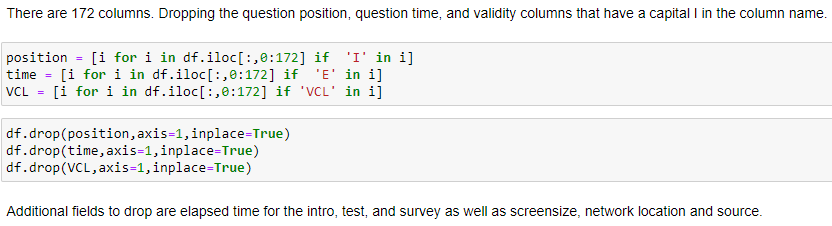 There are 172 columns. Dropping the question position, question time, and validity columns that have a capital I in the column name.
position = [i for i in df.iloc[:,0:172] if  'I' in i]
time = [i for i in df.iloc[:,0:172] if  'E' in i]
VCL = [i for i in df.iloc[:,0:172] if 'VCL' in i]
df.drop(position,axis=1,inplace=True)
df.drop(time,axis=1,inplace=True)
df.drop(VCL,axis=1,inplace=True)
Additional fields to drop are elapsed time for the intro, test, and survey as well as screensize, network location and source.